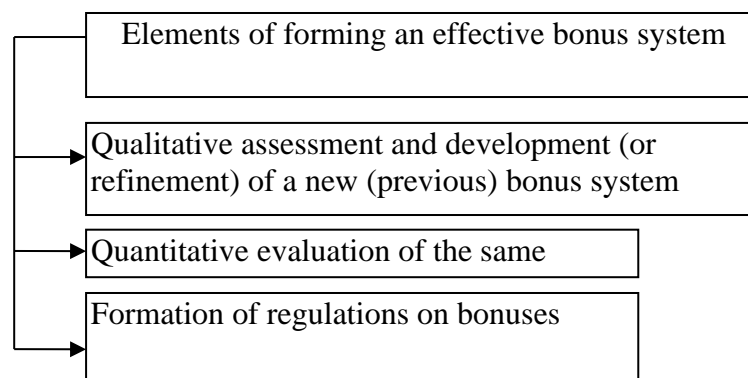 Elements of forming an effective bonus system
Qualitative assessment and development (or
refinement) of a new (previous) bonus system
Quantitative evaluation of the same
Formation of regulations on bonuses